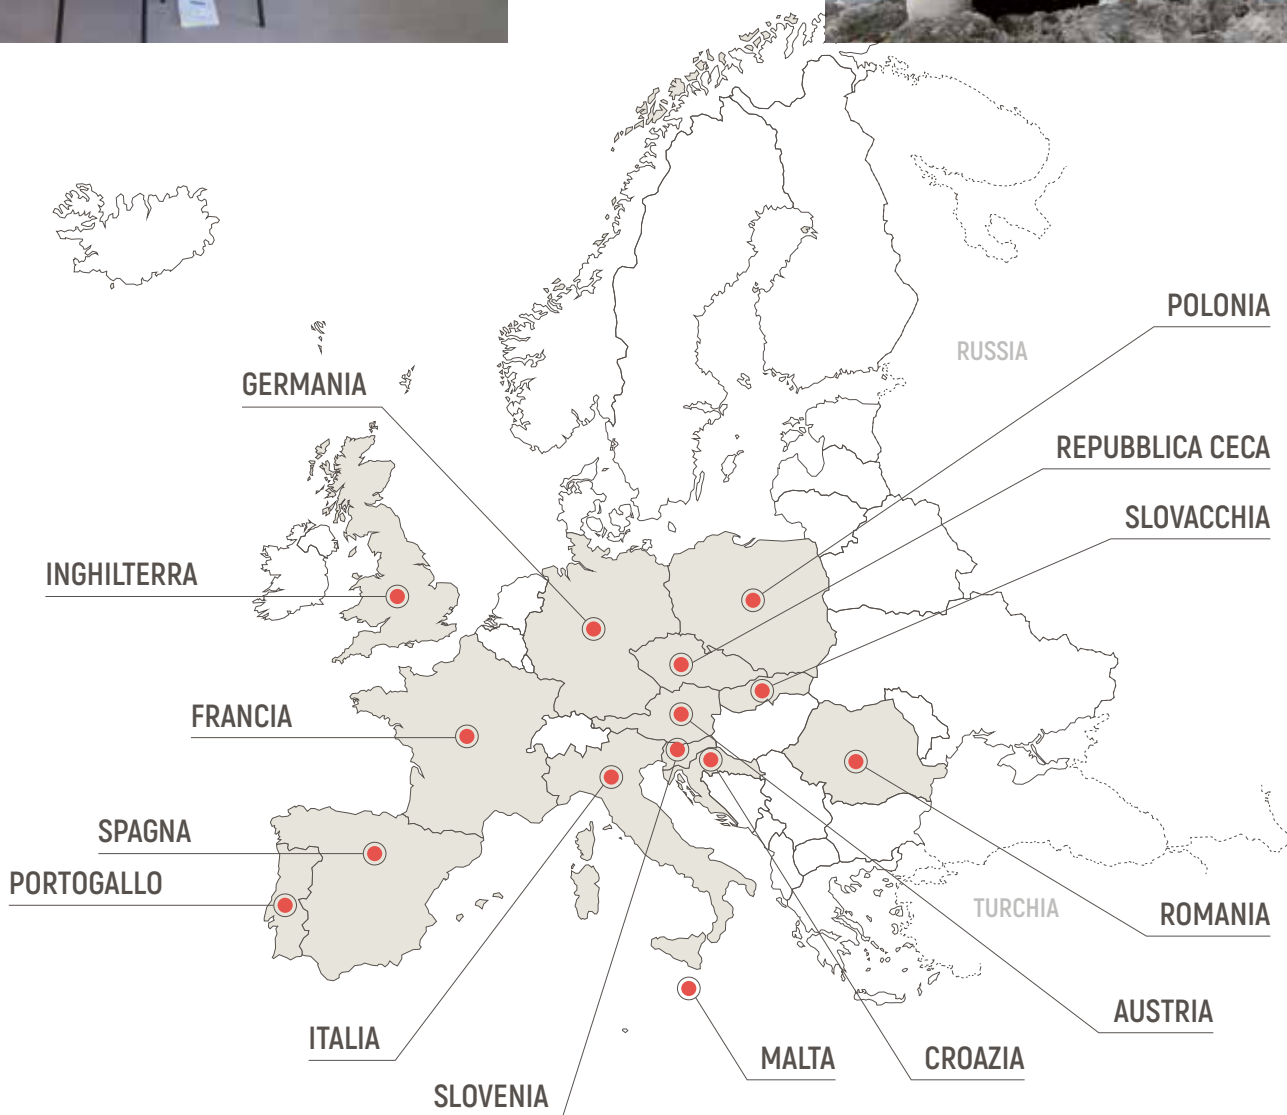 POLONIA
RUSSIA
GERMANIA
REPUBBLICA CECA
SLOVACCHIA
INGHILTERRA
FRANCIA
SPAGNA
PORTOGALLO
TURCHIA
ROMANIA
AUSTRIA
ITALIA
MALTA
CROAZIA
SLOVENIA